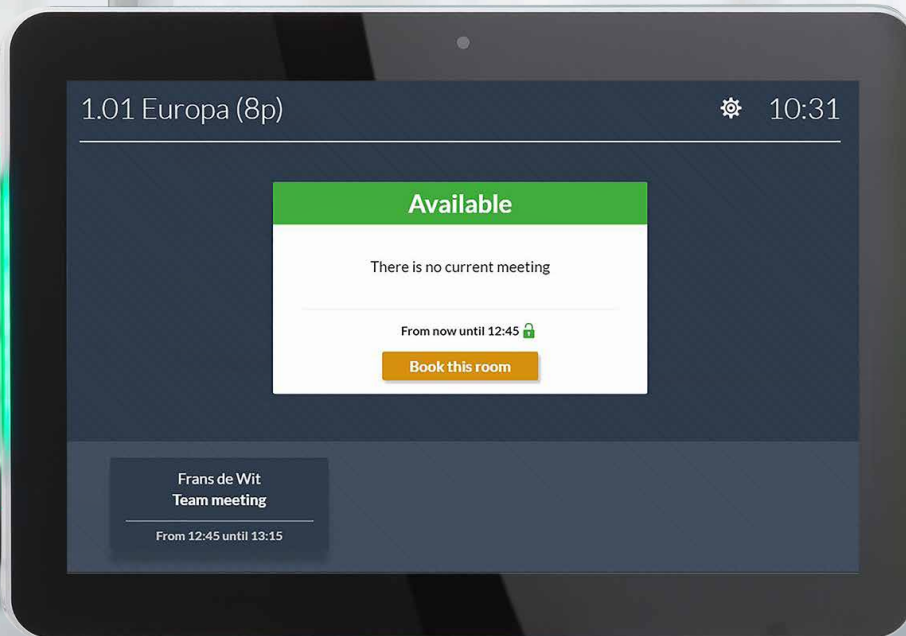 1.01 Europa (8p)
10:31
Available
There is no current meeting
From now until 12:45
Book this room
Frans de Wit
Team meeting
From 12:45 until 13:15